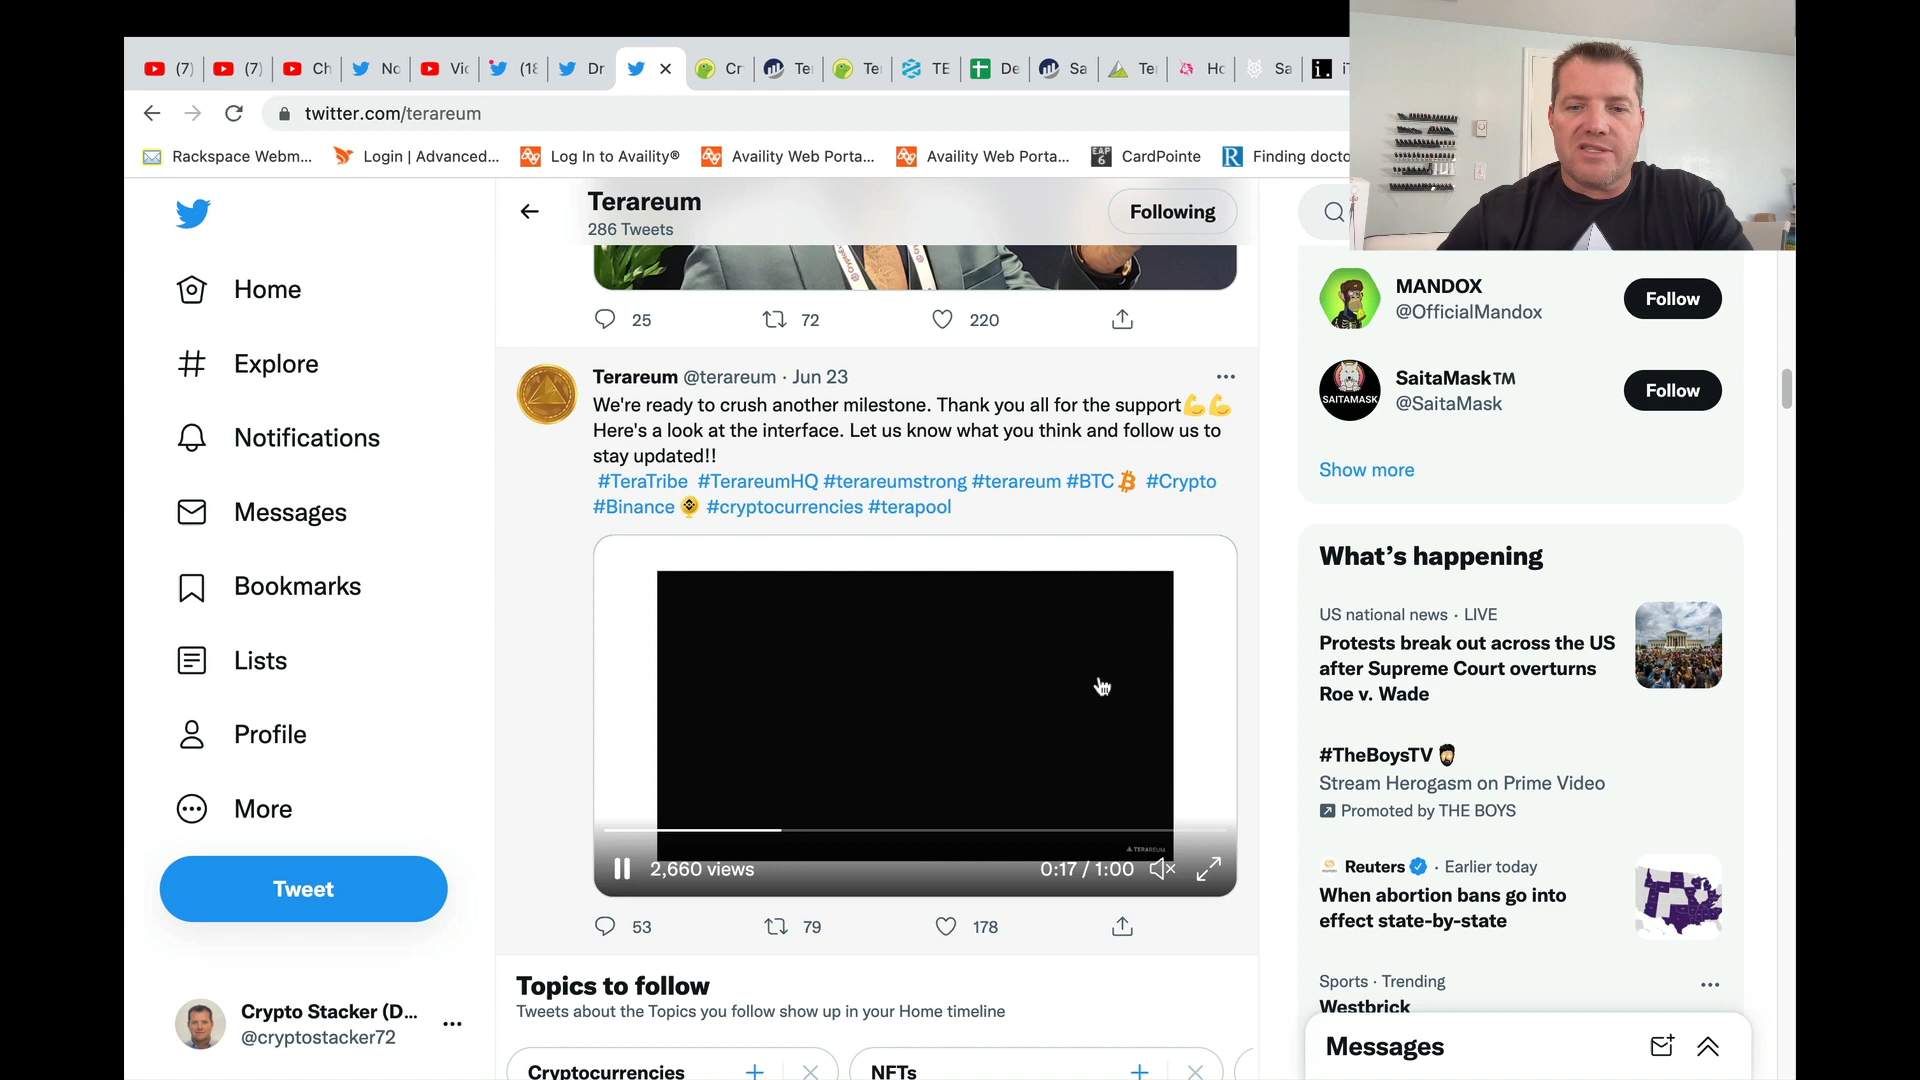 (7)
(7)
Ch
No
Vic
(18
Dr
Cr
Te
Te
TE
De
Sa
Te
Ho
Sa
i.
twitter.com/terareum
Rackspace Webm...
Login | Advanced...
Log In to Availity®
Availity Web Porta...
Availity Web Porta...
EAP 6
CardPointe
R
Finding docto
Terareum
286 Tweets
Following
Home
Explore
Notifications
Messages
Bookmarks
Lists
Profile
More
Tweet
Crypto Stacker (D...
@cryptostacker72
25
72
220
Terareum @terareum · Jun 23
We're ready to crush another milestone. Thank you all for the support💪💪
Here's a look at the interface. Let us know what you think and follow us to
stay updated!!
#TeraTribe #TerareumHQ #terareumstrong #terareum #BTC #Crypto
#Binance #cryptocurrencies #terapool
TERAREUM
2,660 views
0:17 / 1:00
53
79
178
Topics to follow
Tweets about the Topics you follow show up in your Home timeline
Cryptocurrencies
NFTs
MANDOX
@OfficialMandox
Follow
SAITAMASK
SaitaMask™
@SaitaMask
Follow
Show more
What's happening
US national news · LIVE
Protests break out across the US
after Supreme Court overturns
Roe v. Wade
#TheBoysTV
Stream Herogasm on Prime Video
Promoted by THE BOYS
Reuters · Earlier today
When abortion bans go into
effect state-by-state
Sports · Trending
Westbrick
Messages